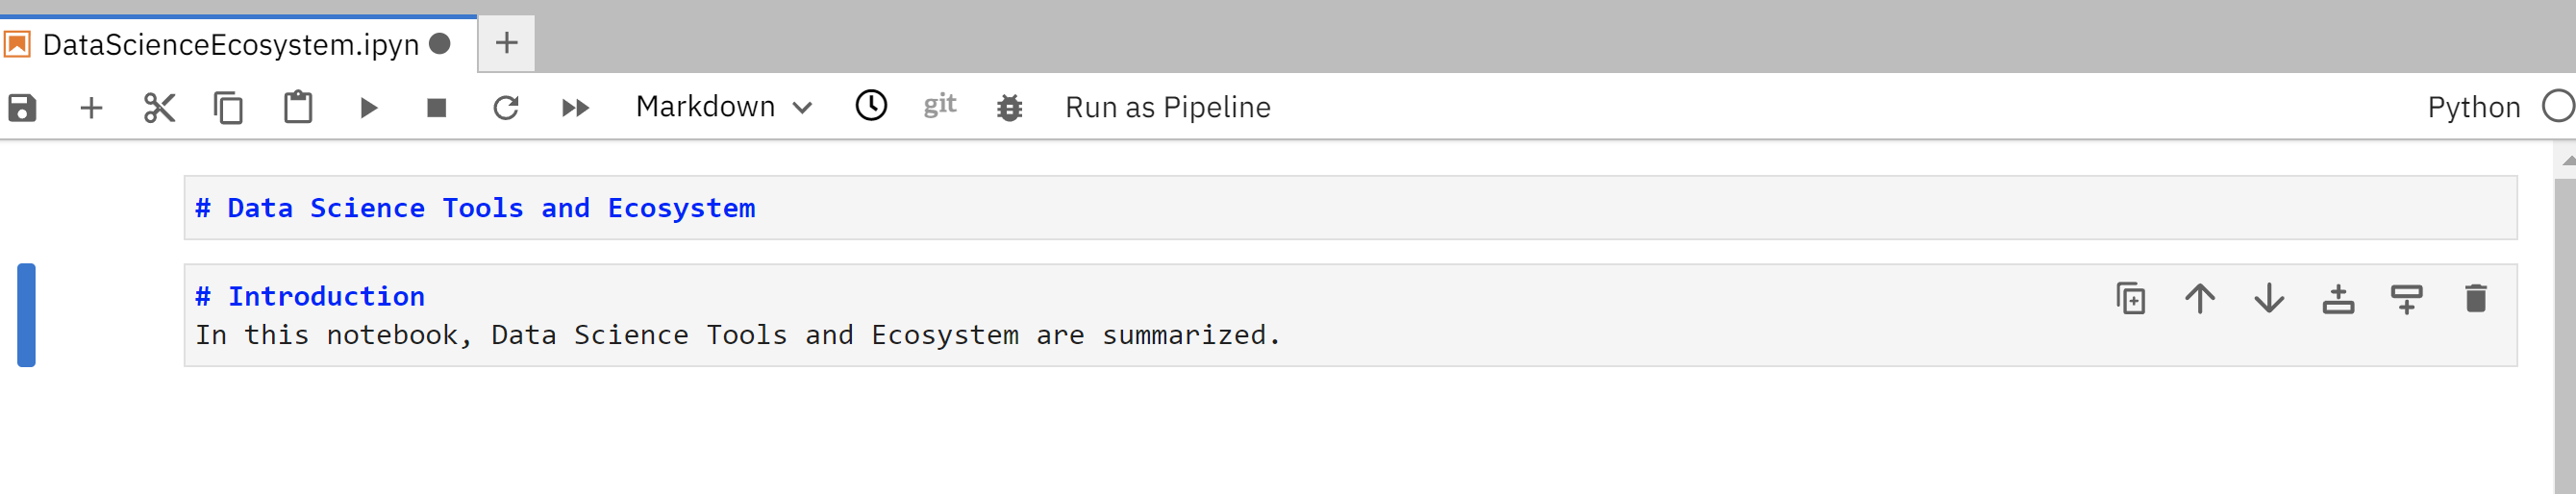 DataScienceEcosystem.ipyn
Markdown git Run as Pipeline Python
# Data Science Tools and Ecosystem
# Introduction
In this notebook, Data Science Tools and Ecosystem are summarized.